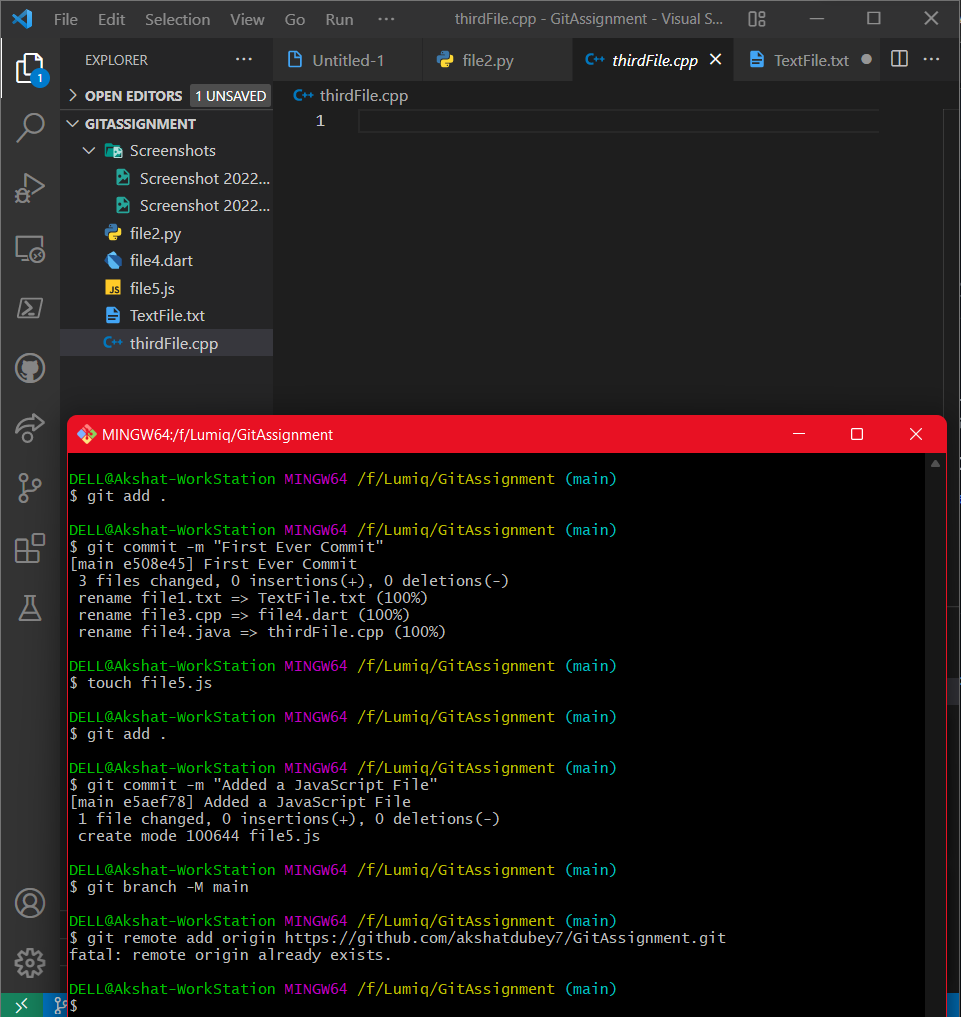 File Edit Selection View Go Run ··· thirdFile.cpp - GitAssignment - Visual S...
EXPLORER ···
Untitled-1
file2.py
thirdFile.cpp
TextFile.txt
···
1
OPEN EDITORS 1 UNSAVED
thirdFile.cpp
GITASSIGNMENT
1
Screenshots
Screenshot 2022...
Screenshot 2022...
file2.py
file4.dart
JS file5.js
TextFile.txt
C++ thirdFile.cpp
MINGW64:/f/Lumiq/GitAssignment
DELL@Akshat-WorkStation MINGW64 /f/Lumiq/GitAssignment (main)
$ git add .
DELL@Akshat-WorkStation MINGW64 /f/Lumiq/GitAssignment (main)
$ git commit -m "First Ever Commit"
[main e508e45] First Ever Commit
3 files changed, 0 insertions(+), 0 deletions(-)
rename file1.txt => TextFile.txt (100%)
rename file3.cpp => file4.dart (100%)
rename file4.java => thirdFile.cpp (100%)
DELL@Akshat-WorkStation MINGW64 /f/Lumiq/GitAssignment (main)
$ touch file5.js
DELL@Akshat-WorkStation MINGW64 /f/Lumiq/GitAssignment (main)
$ git add .
DELL@Akshat-WorkStation MINGW64 /f/Lumiq/GitAssignment (main)
$ git commit -m "Added a JavaScript File"
[main e5aef78] Added a JavaScript File
1 file changed, 0 insertions(+), 0 deletions(-)
create mode 100644 file5.js
DELL@Akshat-WorkStation MINGW64 /f/Lumiq/GitAssignment (main)
$ git branch -M main
DELL@Akshat-WorkStation MINGW64 /f/Lumiq/GitAssignment (main)
$ git remote add origin https://github.com/akshatdubey7/GitAssignment.git
fatal: remote origin already exists.
DELL@Akshat-WorkStation MINGW64 /f/Lumiq/GitAssignment (main)
$